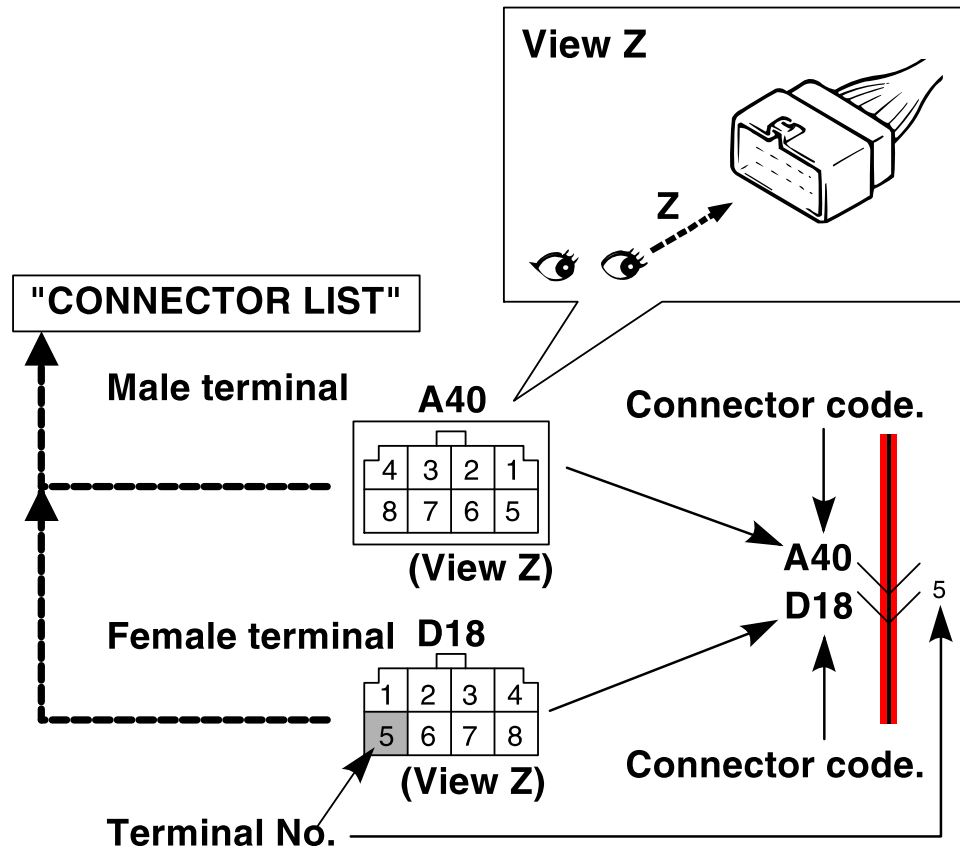 View Z
Z
"CONNECTOR LIST"
Male terminal
A40
Connector code.
4 3 2 1
8 7 6 5
(View Z)
A40
D18
5
Female terminal
D18
1 2 3 4
5 6 7 8
(View Z)
Connector code.
Terminal No.